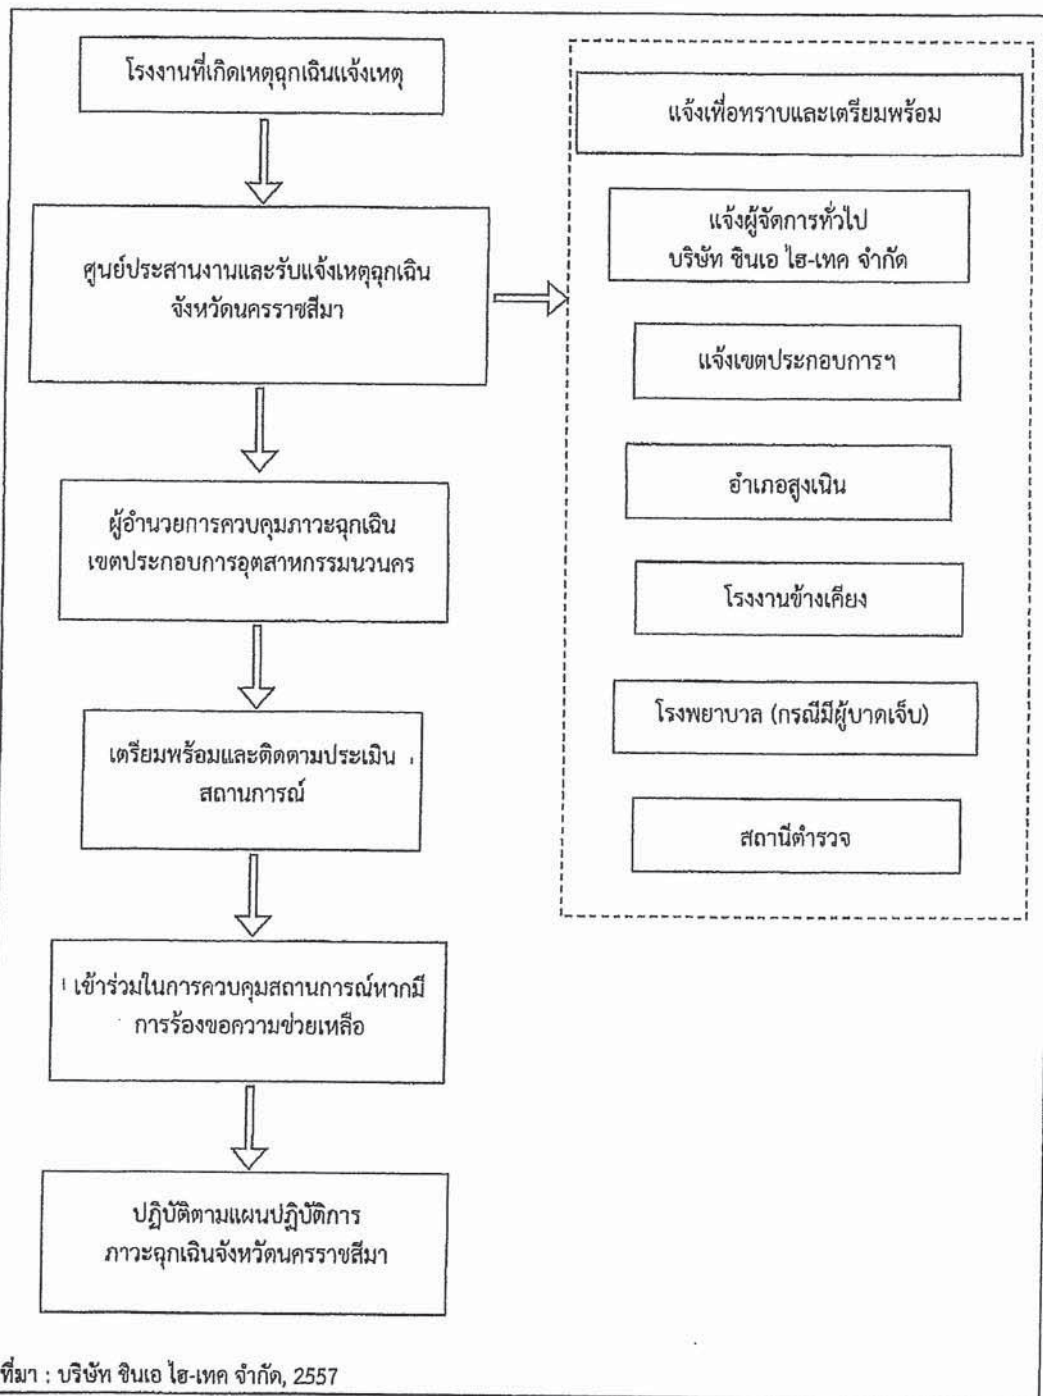 โรงงานที่เกิดเหตุฉุกเฉินแจ้งเหตุ
ศูนย์ประสานงานและรับแจ้งเหตุฉุกเฉิน
จังหวัดนครราชสีมา
ผู้อำนวยการควบคุมภาวะฉุกเฉิน
เขตประกอบการอุตสาหกรรมนวนคร
เตรียมพร้อมและติดตามประเมิน
สถานการณ์
เข้าร่วมในการควบคุมสถานการณ์หากมี
การร้องขอความช่วยเหลือ
ปฏิบัติตามแผนปฏิบัติการ
ภาวะฉุกเฉินจังหวัดนครราชสีมา
แจ้งเพื่อทราบและเตรียมพร้อม
แจ้งผู้จัดการทั่วไป
บริษัท ชินเอ ไฮ-เทค จำกัด
แจ้งเขตประกอบการฯ
อำเภอสูงเนิน
โรงงานข้างเคียง
โรงพยาบาล (กรณีมีผู้บาดเจ็บ)
สถานีตำรวจ
ที่มา : บริษัท ชินเอ ไฮ-เทค จำกัด, 2557